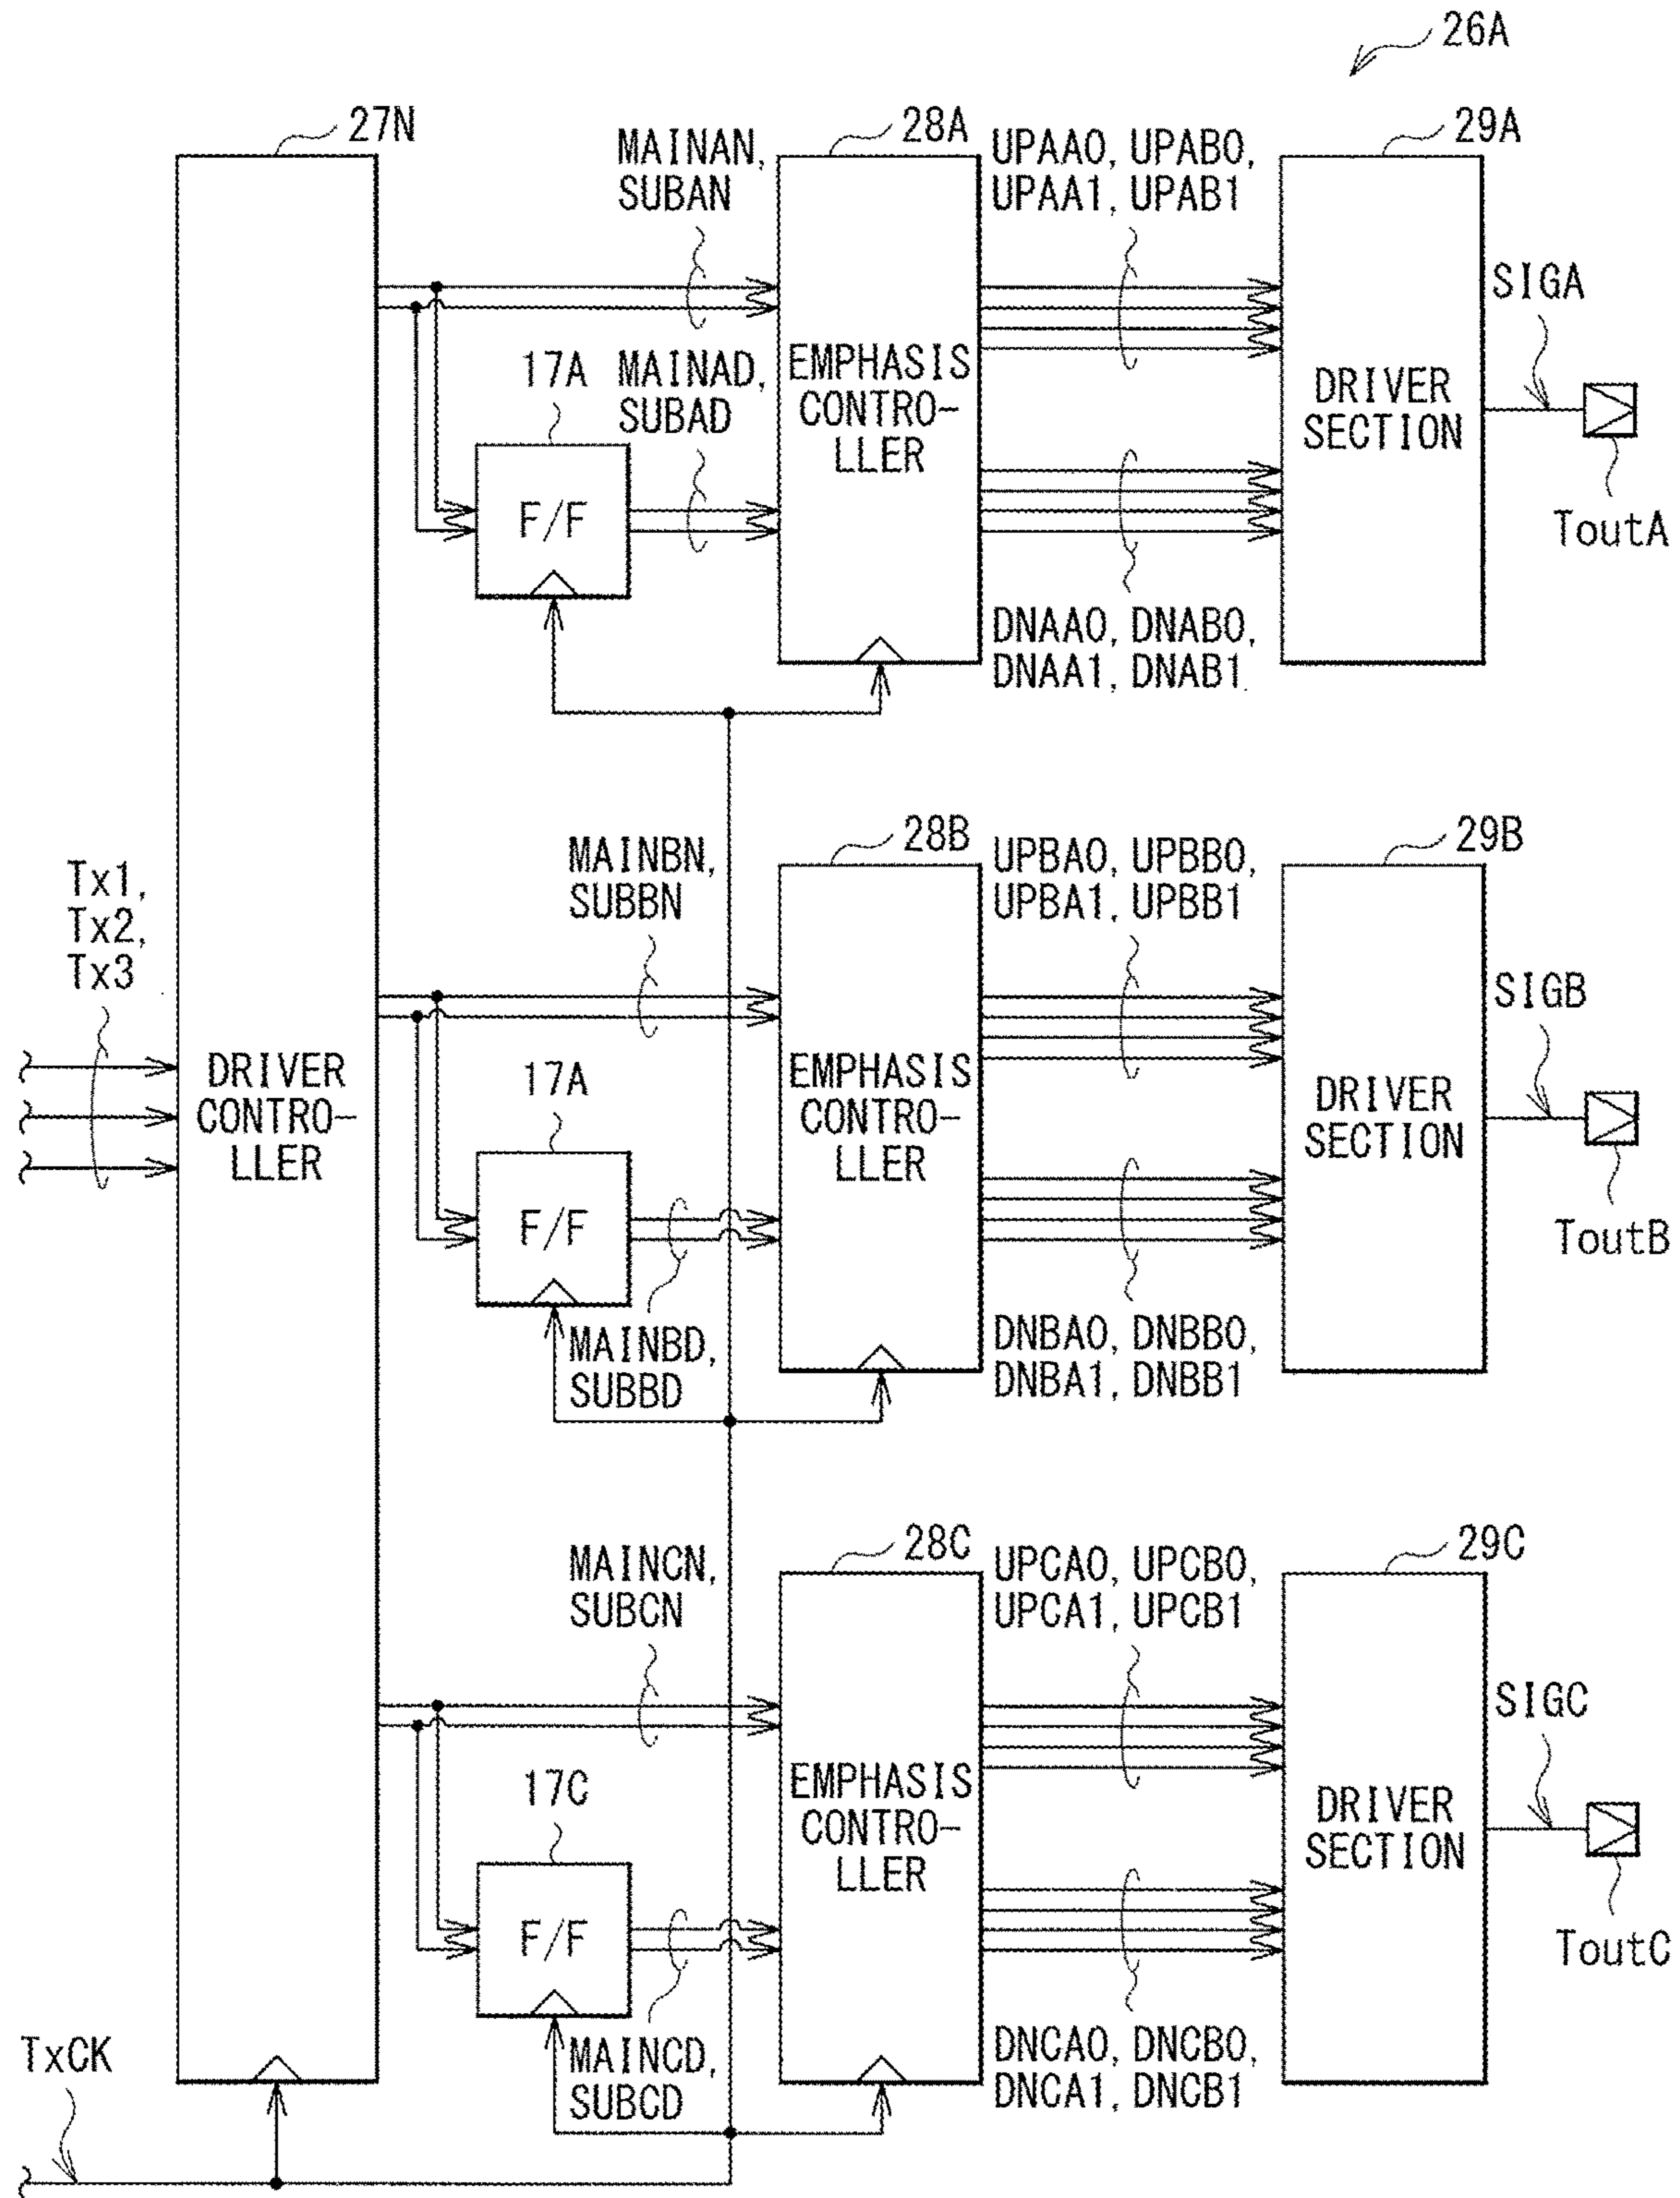 26A
27N
28A
29A
MAINAN,
SUBAN
UPAA0, UPAB0,
UPAA1, UPAB1
SIGA
17A
MAINAD,
SUBAD
EMPHASIS
CONTRO-
LLER
DRIVER
SECTION
F/F
ToutA
DNAA0, DNAB0,
DNAA1, DNAB1
28B
29B
MAINBN,
SUBBN
UPBA0, UPBB0,
UPBA1, UPBB1
Tx1,
Tx2,
Tx3
SIGB
DRIVER
CONTRO-
LLER
17A
EMPHASIS
CONTRO-
LLER
DRIVER
SECTION
F/F
ToutB
MAINBD,
SUBBD
DNBA0, DNBB0,
DNBA1, DNBB1
28C
29C
MAINCN,
SUBCN
UPCA0, UPCB0,
UPCA1, UPCB1
SIGC
17C
EMPHASIS
CONTRO-
LLER
DRIVER
SECTION
F/F
ToutC
TxCK
MAINCD,
SUBCD
DNCA0, DNCB0,
DNCA1, DNCB1